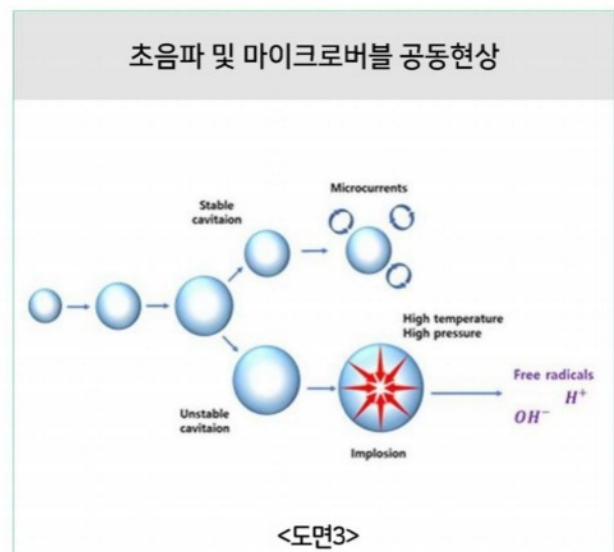 초음파 및 마이크로버블 공동현상
Microcurrents
Stable
cavitaion
High temperature
High pressure
Free radicals
H⁺
OH⁻
Unstable
cavitaion
Implosion
<도면3>